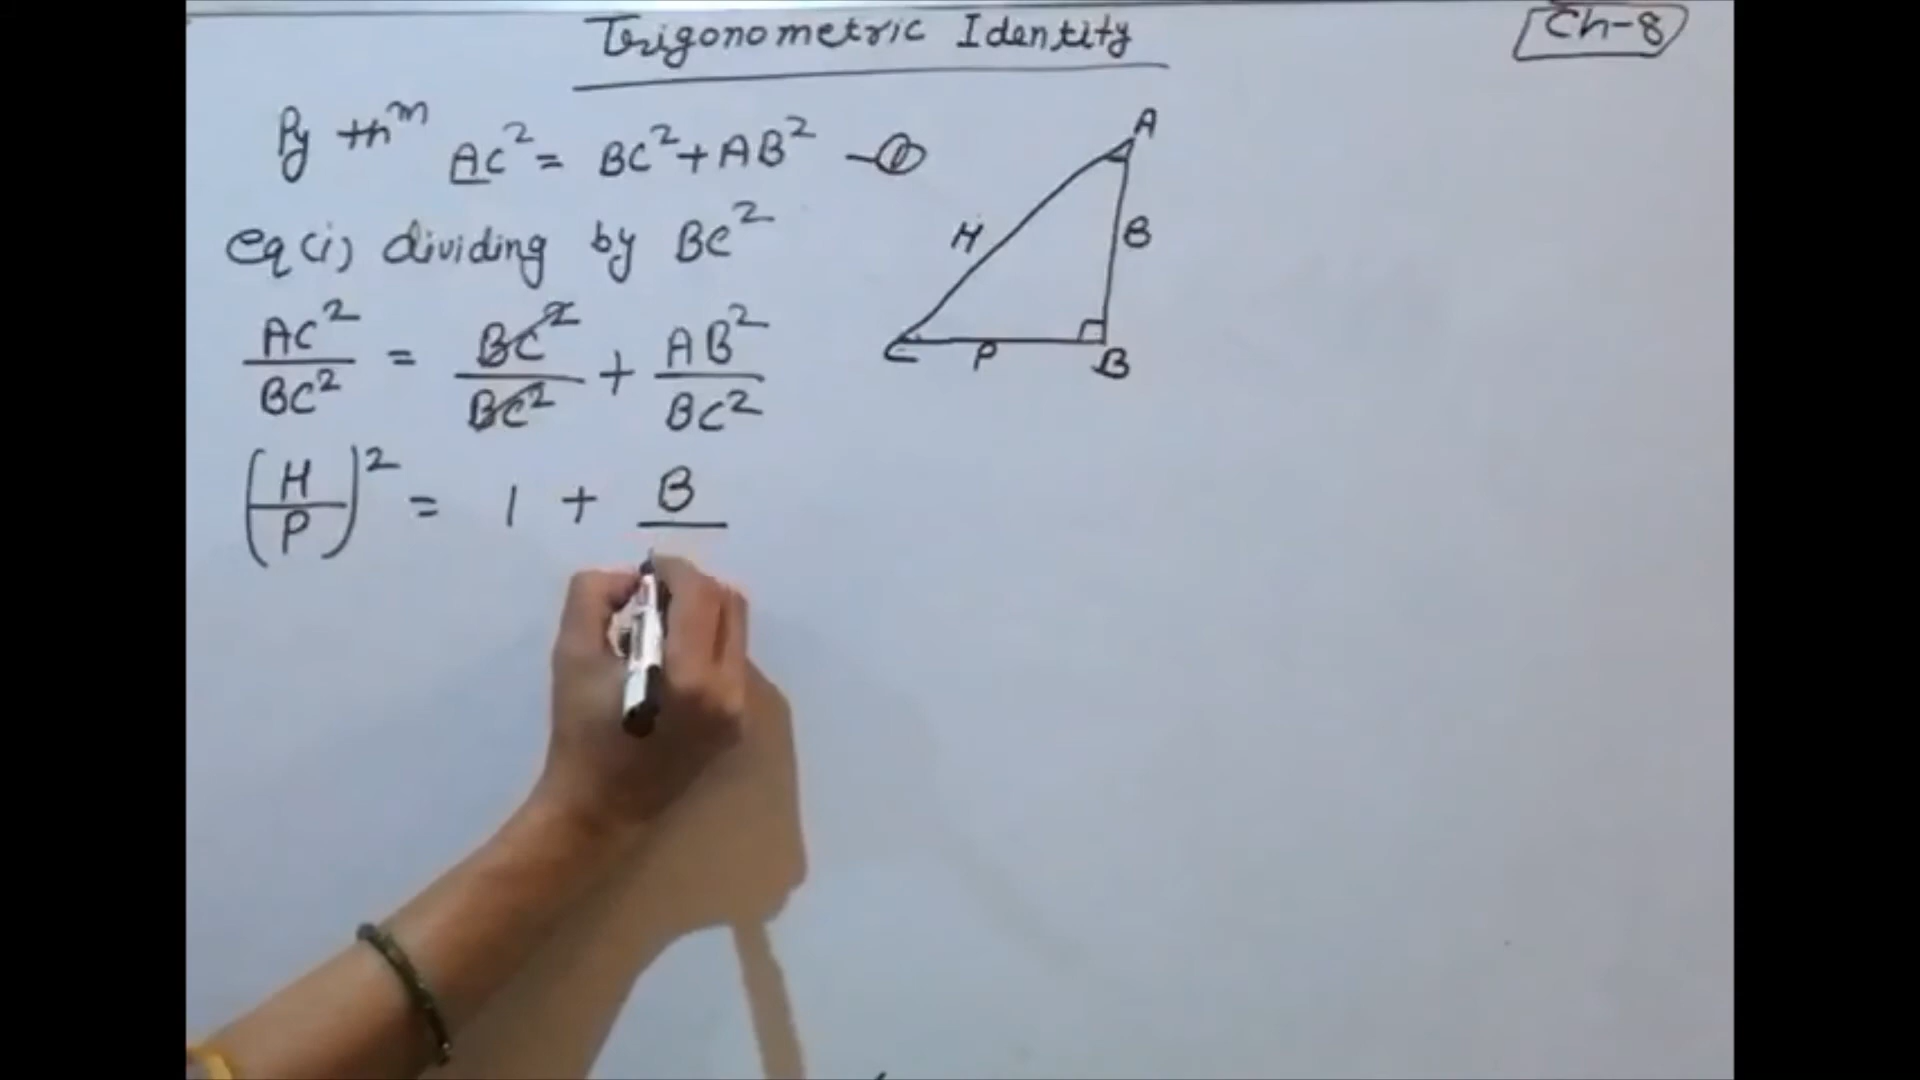 Trigonometric Identity
Ch-8
Py thᵐ AC² = BC² + AB² — ①
eq(i) dividing by BC²
AC²/BC² = BC²/BC² + AB²/BC²
(H/P)² = 1 + B/
A
H
B
C
P
B